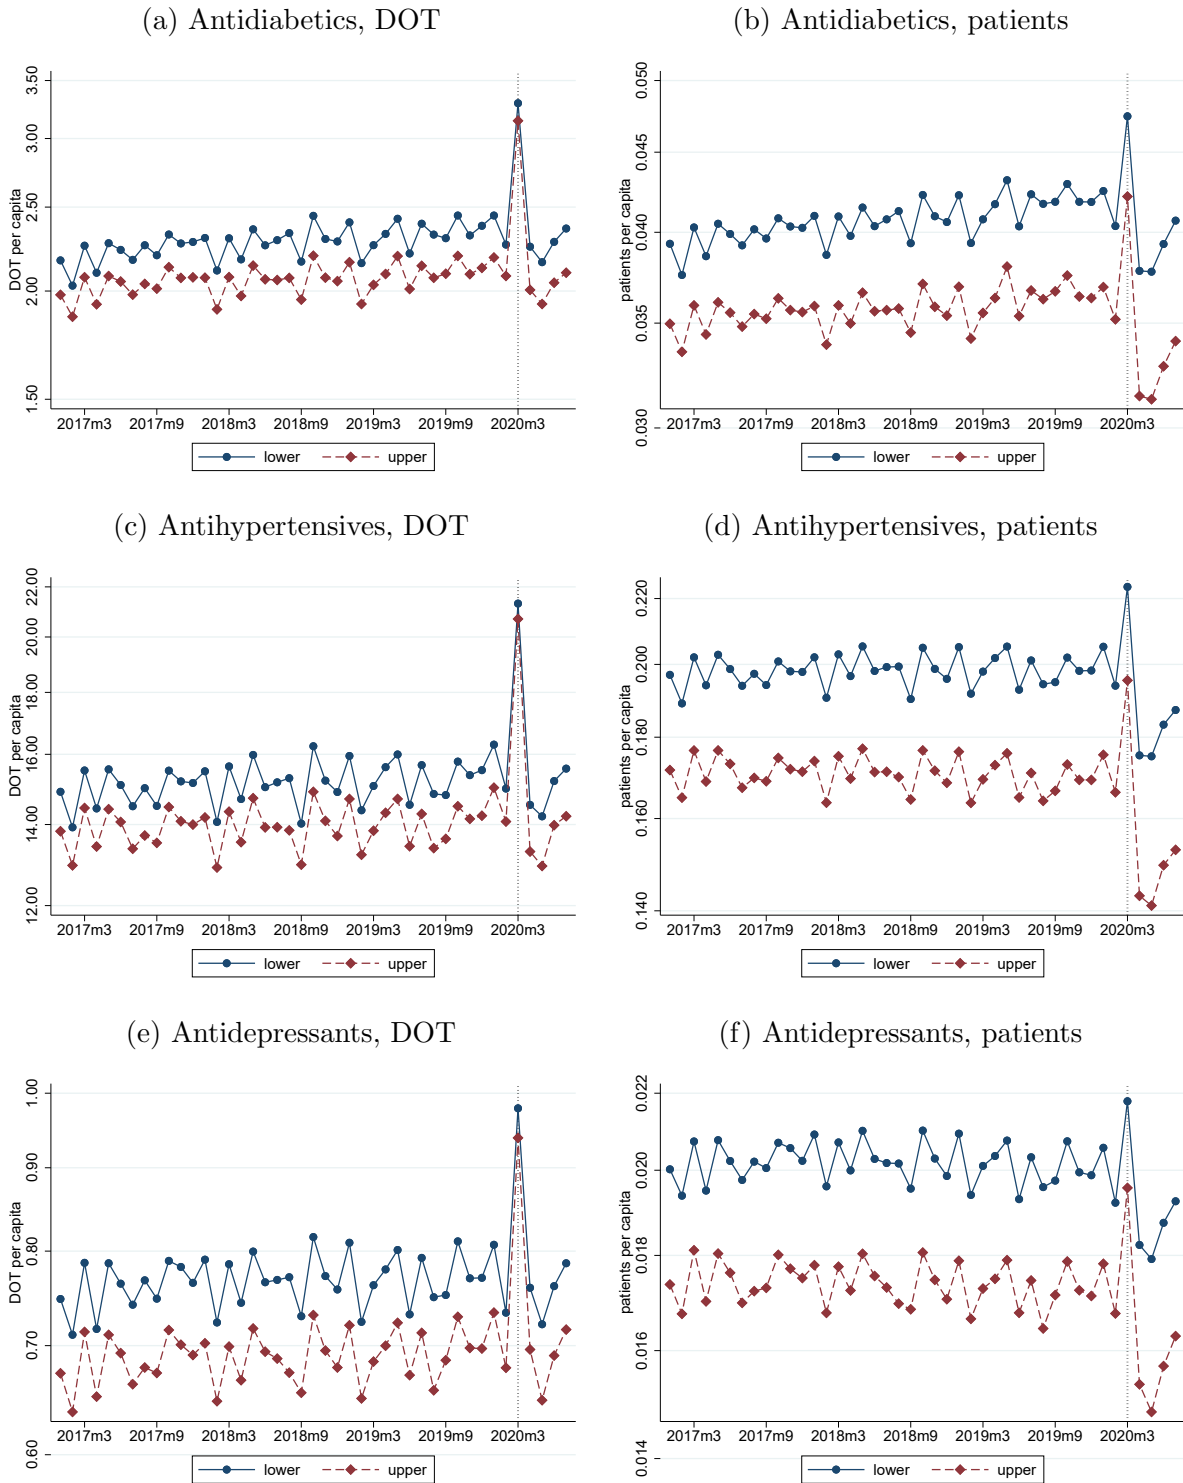 (a) Antidiabetics, DOT
(b) Antidiabetics, patients
DOT per capita
3.50
3.00
2.50
2.00
1.50
2017m3 2017m9 2018m3 2018m9 2019m3 2019m9 2020m3
lower upper
patients per capita
0.050
0.045
0.040
0.035
0.030
2017m3 2017m9 2018m3 2018m9 2019m3 2019m9 2020m3
lower upper
(c) Antihypertensives, DOT
(d) Antihypertensives, patients
DOT per capita
22.00
20.00
18.00
16.00
14.00
12.00
2017m3 2017m9 2018m3 2018m9 2019m3 2019m9 2020m3
lower upper
patients per capita
0.220
0.200
0.180
0.160
0.140
2017m3 2017m9 2018m3 2018m9 2019m3 2019m9 2020m3
lower upper
(e) Antidepressants, DOT
(f) Antidepressants, patients
DOT per capita
1.00
0.90
0.80
0.70
0.60
2017m3 2017m9 2018m3 2018m9 2019m3 2019m9 2020m3
lower upper
patients per capita
0.022
0.020
0.018
0.016
0.014
2017m3 2017m9 2018m3 2018m9 2019m3 2019m9 2020m3
lower upper